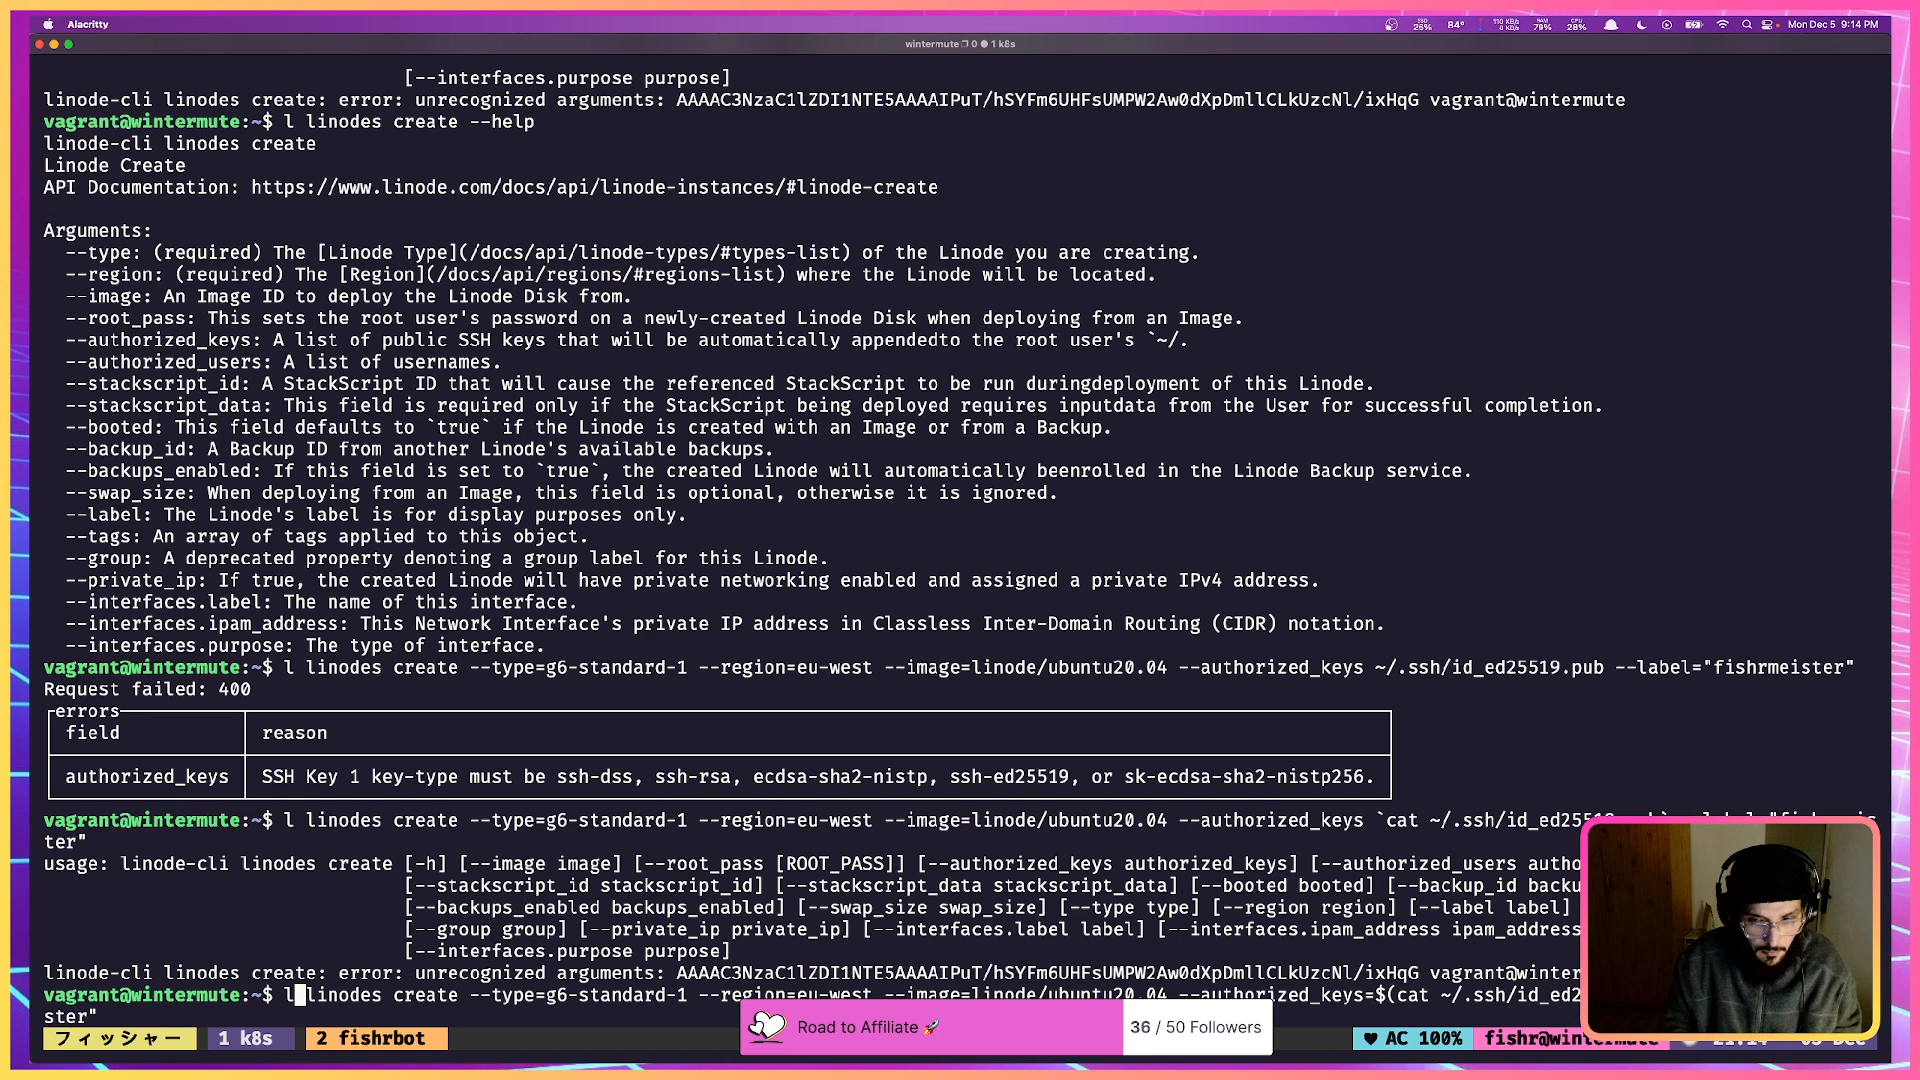 Alacritty
SSD 26% 84° 110 KB/s 0 KB/s RAM 79% CPU 28% Mon Dec 5 9:14 PM
wintermute 0 1 k8s
[--interfaces.purpose purpose]
linode-cli linodes create: error: unrecognized arguments: AAAAC3NzaC1lZDI1NTE5AAAAIPuT/hSYFm6UHFsUMPW2Aw0dXpDmllCLkUzcNl/ixHqG vagrant@wintermute
vagrant@wintermute:~$ l linodes create --help
linode-cli linodes create
Linode Create
API Documentation: https://www.linode.com/docs/api/linode-instances/#linode-create
Arguments:
--type: (required) The [Linode Type](/docs/api/linode-types/#types-list) of the Linode you are creating.
--region: (required) The [Region](/docs/api/regions/#regions-list) where the Linode will be located.
--image: An Image ID to deploy the Linode Disk from.
--root_pass: This sets the root user's password on a newly-created Linode Disk when deploying from an Image.
--authorized_keys: A list of public SSH keys that will be automatically appendedto the root user's `~/.
--authorized_users: A list of usernames.
--stackscript_id: A StackScript ID that will cause the referenced StackScript to be run duringdeployment of this Linode.
--stackscript_data: This field is required only if the StackScript being deployed requires inputdata from the User for successful completion.
--booted: This field defaults to `true` if the Linode is created with an Image or from a Backup.
--backup_id: A Backup ID from another Linode's available backups.
--backups_enabled: If this field is set to `true`, the created Linode will automatically beenrolled in the Linode Backup service.
--swap_size: When deploying from an Image, this field is optional, otherwise it is ignored.
--label: The Linode's label is for display purposes only.
--tags: An array of tags applied to this object.
--group: A deprecated property denoting a group label for this Linode.
--private_ip: If true, the created Linode will have private networking enabled and assigned a private IPv4 address.
--interfaces.label: The name of this interface.
--interfaces.ipam_address: This Network Interface's private IP address in Classless Inter-Domain Routing (CIDR) notation.
--interfaces.purpose: The type of interface.
vagrant@wintermute:~$ l linodes create --type=g6-standard-1 --region=eu-west --image=linode/ubuntu20.04 --authorized_keys ~/.ssh/id_ed25519.pub --label="fishrmeister"
Request failed: 400
errors
field reason
authorized_keys SSH Key 1 key-type must be ssh-dss, ssh-rsa, ecdsa-sha2-nistp, ssh-ed25519, or sk-ecdsa-sha2-nistp256.
vagrant@wintermute:~$ l linodes create --type=g6-standard-1 --region=eu-west --image=linode/ubuntu20.04 --authorized_keys `cat ~/.ssh/id_ed25519
ter"
usage: linode-cli linodes create [-h] [--image image] [--root_pass [ROOT_PASS]] [--authorized_keys authorized_keys] [--authorized_users autho
[--stackscript_id stackscript_id] [--stackscript_data stackscript_data] [--booted booted] [--backup_id backu
[--backups_enabled backups_enabled] [--swap_size swap_size] [--type type] [--region region] [--label label]
[--group group] [--private_ip private_ip] [--interfaces.label label] [--interfaces.ipam_address ipam_address
[--interfaces.purpose purpose]
linode-cli linodes create: error: unrecognized arguments: AAAAC3NzaC1lZDI1NTE5AAAAIPuT/hSYFm6UHFsUMPW2Aw0dXpDmllCLkUzcNl/ixHqG vagrant@winter
vagrant@wintermute:~$ l linodes create --type=g6-standard-1 --region=eu-west --image=linode/ubuntu20.04 --authorized_keys=$(cat ~/.ssh/id_ed2
ster"
Road to Affiliate 🚀 36 / 50 Followers
フィッシャー 1 k8s 2 fishrbot ♥ AC 100% fishr@wintermute